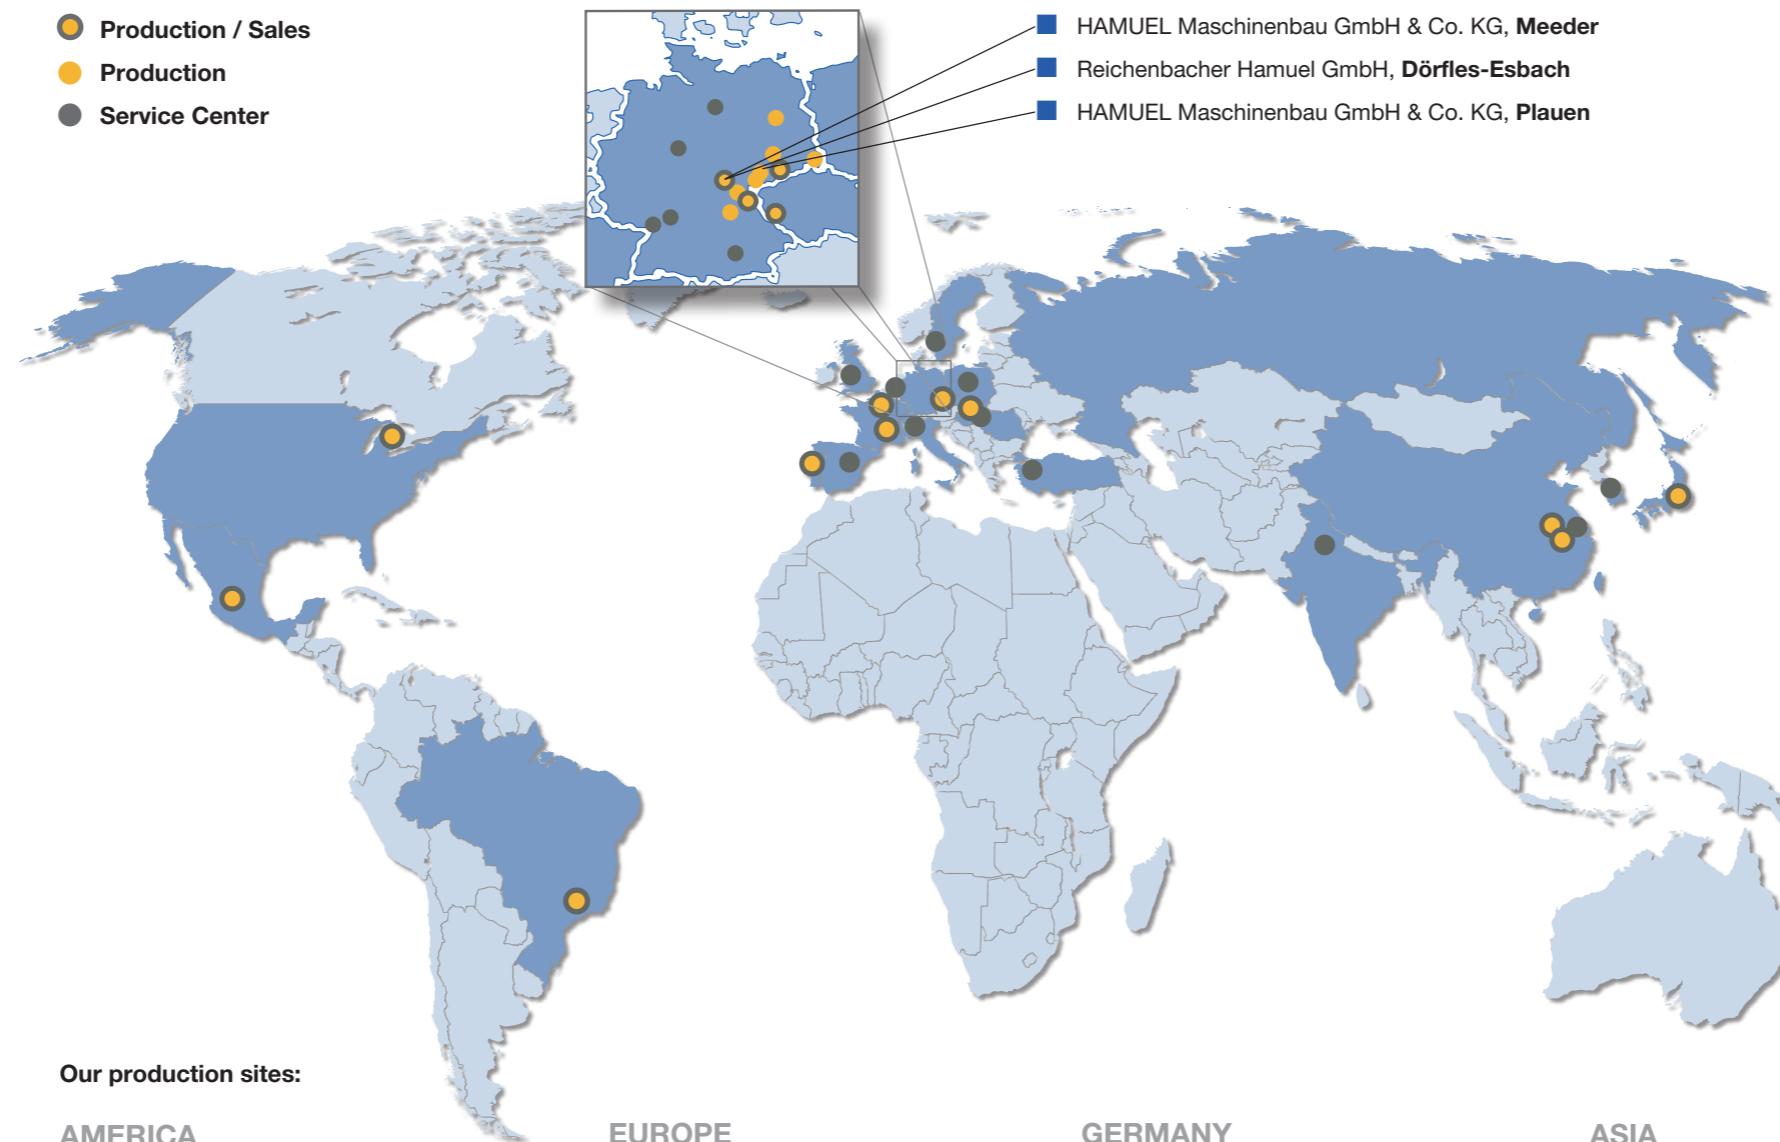 Production / Sales
Production
Service Center
HAMUEL Maschinenbau GmbH & Co. KG, Meeder
Reichenbacher Hamuel GmbH, Dörfles-Esbach
HAMUEL Maschinenbau GmbH & Co. KG, Plauen
Our production sites:
AMERICA
EUROPE
GERMANY
ASIA